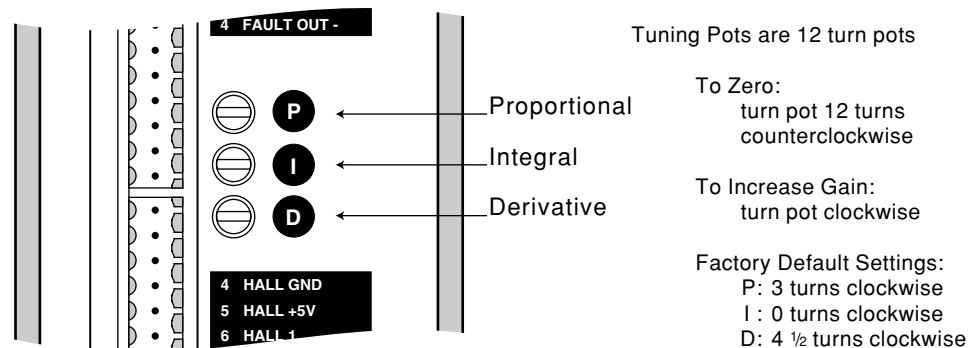 4 FAULT OUT -
P
I
D
Proportional
Integral
Derivative
4 HALL GND
5 HALL +5V
6 HALL 1
Tuning Pots are 12 turn pots
To Zero:
turn pot 12 turns
counterclockwise
To Increase Gain:
turn pot clockwise
Factory Default Settings:
P: 3 turns clockwise
I : 0 turns clockwise
D: 4 ½ turns clockwise